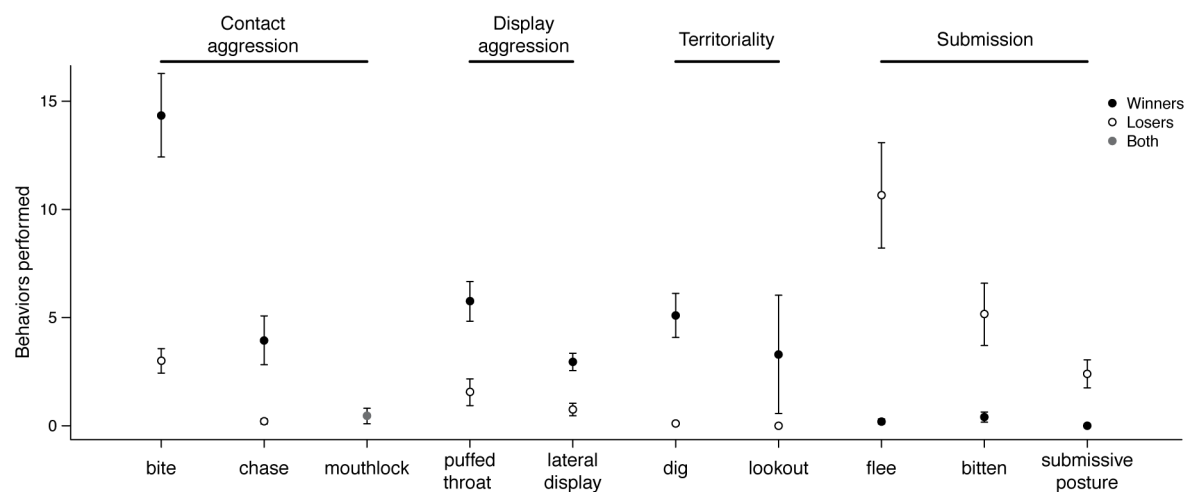 Contact
aggression
Display
aggression
Territoriality
Submission
Winners
Losers
Both
Behaviors performed
15
10
5
0
bite
chase
mouthlock
puffed
throat
lateral
display
dig
lookout
flee
bitten
submissive
posture